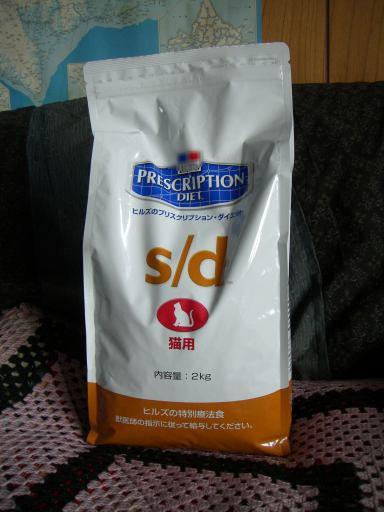 PRESCRIPTION
DIET
ヒルズのプリスクリプション・ダイエット
s/d
猫用
内容量：2kg
ヒルズの特別療法食
獣医師の指示に従って給与してください。